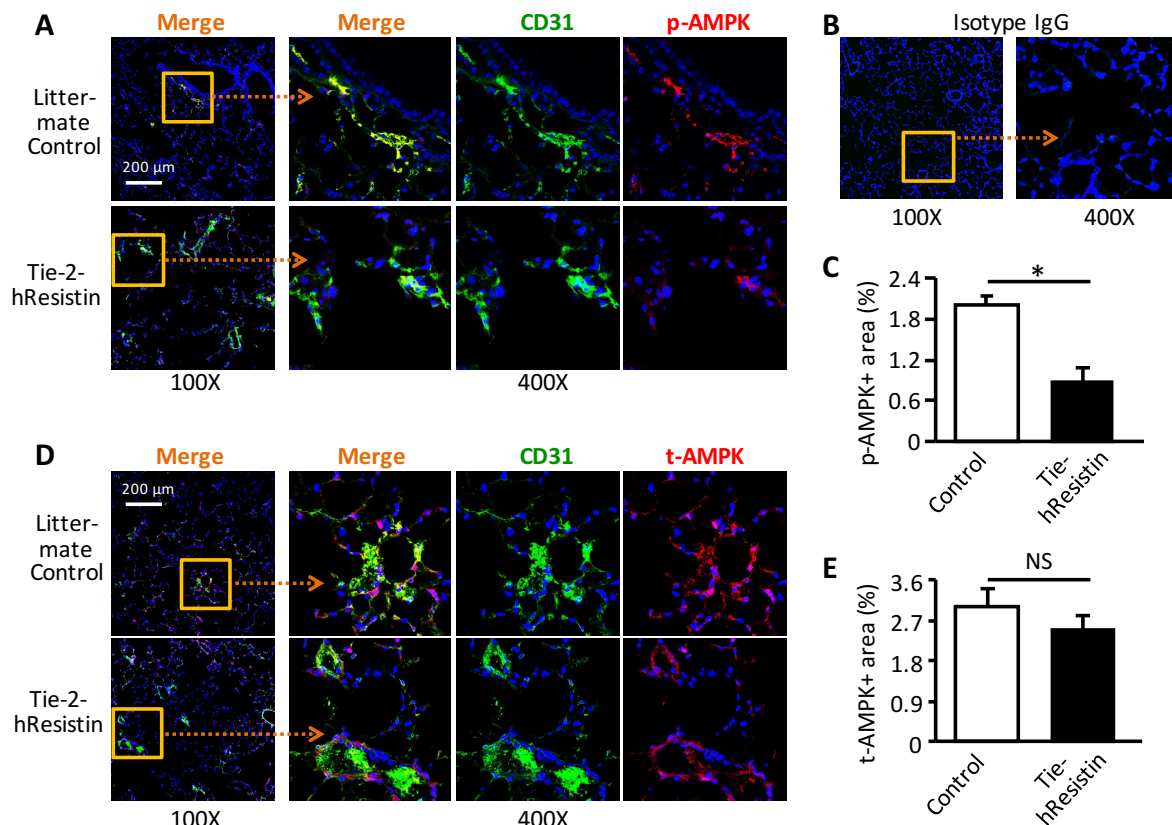 A
Merge
Merge
CD31
p-AMPK
Litter-
mate
Control
200 µm
Tie-2-
hResistin
100X
400X
B
Isotype IgG
100X
400X
C
p-AMPK+ area (%)
2.4
1.8
1.2
0.6
0
*
Control
Tie-
hResistin
D
Merge
Merge
CD31
t-AMPK
Litter-
mate
Control
200 µm
Tie-2-
hResistin
100X
400X
E
t-AMPK+ area (%)
3.6
2.7
1.8
0.9
0
NS
Control
Tie-
hResistin